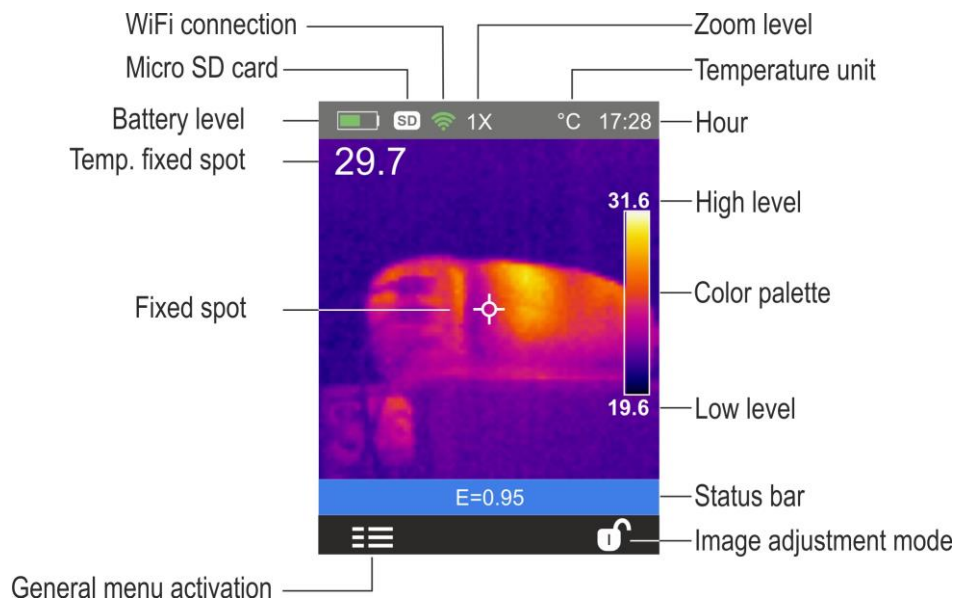 WiFi connection
Zoom level
Micro SD card
Temperature unit
Battery level
SD 1X °C 17:28
Hour
Temp. fixed spot
29.7
31.6
High level
Color palette
Fixed spot
19.6
Low level
E=0.95
Status bar
I
Image adjustment mode
General menu activation